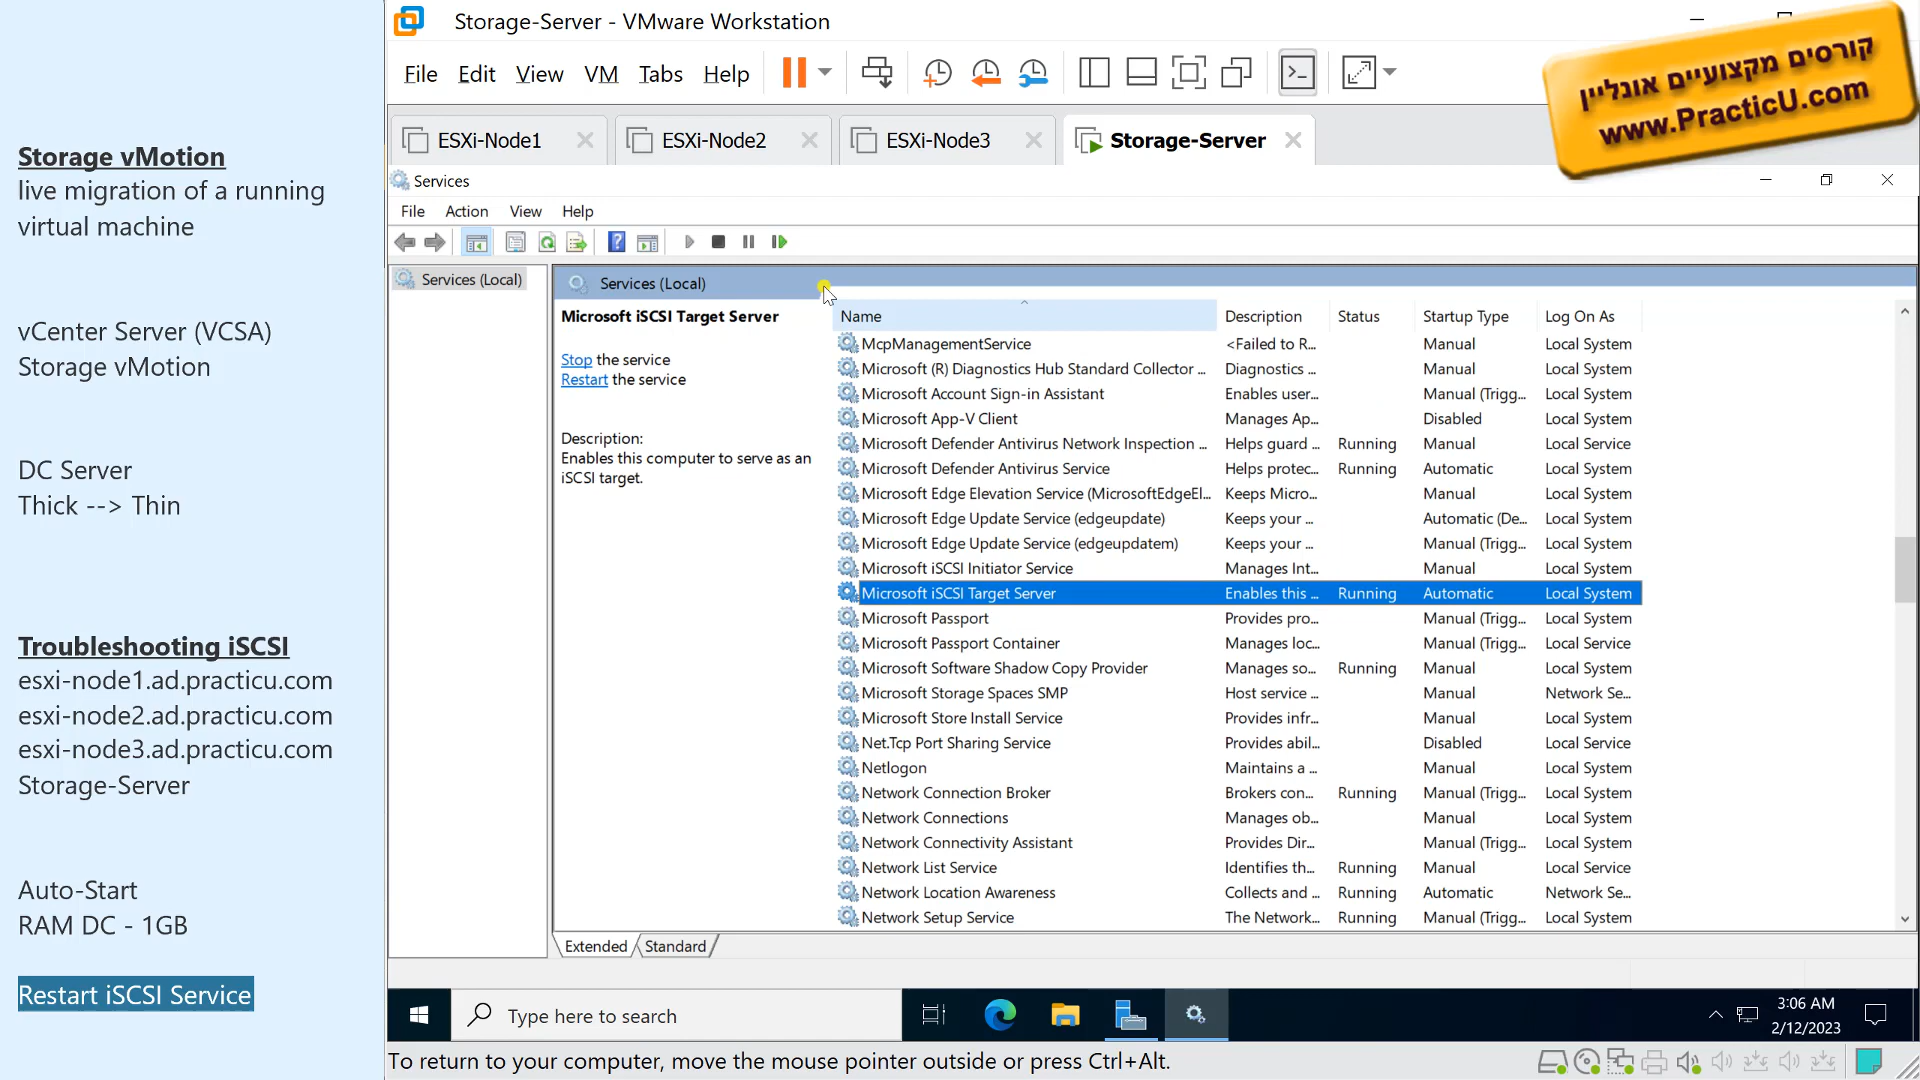 Storage vMotion
live migration of a running
virtual machine
vCenter Server (VCSA)
Storage vMotion
DC Server
Thick --> Thin
Troubleshooting iSCSI
esxi-node1.ad.practicu.com
esxi-node2.ad.practicu.com
esxi-node3.ad.practicu.com
Storage-Server
Auto-Start
RAM DC - 1GB
Restart iSCSI Service
Storage-Server - VMware Workstation
File Edit View VM Tabs Help
קורסים מקצועיים אונליין
www.PracticU.com
ESXi-Node1 ESXi-Node2 ESXi-Node3 Storage-Server
Services
File Action View Help
Services (Local)
Services (Local)
Microsoft iSCSI Target Server
Stop the service
Restart the service
Description:
Enables this computer to serve as an
iSCSI target.
Name Description Status Startup Type Log On As
McpManagementService <Failed to R... Manual Local System
Microsoft (R) Diagnostics Hub Standard Collector ... Diagnostics ... Manual Local System
Microsoft Account Sign-in Assistant Enables user... Manual (Trigg... Local System
Microsoft App-V Client Manages Ap... Disabled Local System
Microsoft Defender Antivirus Network Inspection ... Helps guard ... Running Manual Local Service
Microsoft Defender Antivirus Service Helps protec... Running Automatic Local System
Microsoft Edge Elevation Service (MicrosoftEdgeEl... Keeps Micro... Manual Local System
Microsoft Edge Update Service (edgeupdate) Keeps your ... Automatic (De... Local System
Microsoft Edge Update Service (edgeupdatem) Keeps your ... Manual (Trigg... Local System
Microsoft iSCSI Initiator Service Manages Int... Manual Local System
Microsoft iSCSI Target Server Enables this ... Running Automatic Local System
Microsoft Passport Provides pro... Manual (Trigg... Local System
Microsoft Passport Container Manages loc... Manual (Trigg... Local Service
Microsoft Software Shadow Copy Provider Manages so... Running Manual Local System
Microsoft Storage Spaces SMP Host service ... Manual Network Se...
Microsoft Store Install Service Provides infr... Manual Local System
Net.Tcp Port Sharing Service Provides abil... Disabled Local Service
Netlogon Maintains a ... Manual Local System
Network Connection Broker Brokers con... Running Manual (Trigg... Local System
Network Connections Manages ob... Manual Local System
Network Connectivity Assistant Provides Dir... Manual (Trigg... Local System
Network List Service Identifies th... Running Manual Local Service
Network Location Awareness Collects and ... Running Automatic Network Se...
Network Setup Service The Network... Running Manual (Trigg... Local System
Extended Standard
Type here to search
3:06 AM
2/12/2023
To return to your computer, move the mouse pointer outside or press Ctrl+Alt.